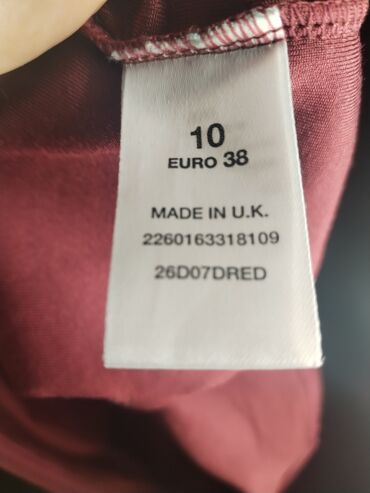 10
EURO 38
MADE IN U.K.
2260163318109
26D07DRED